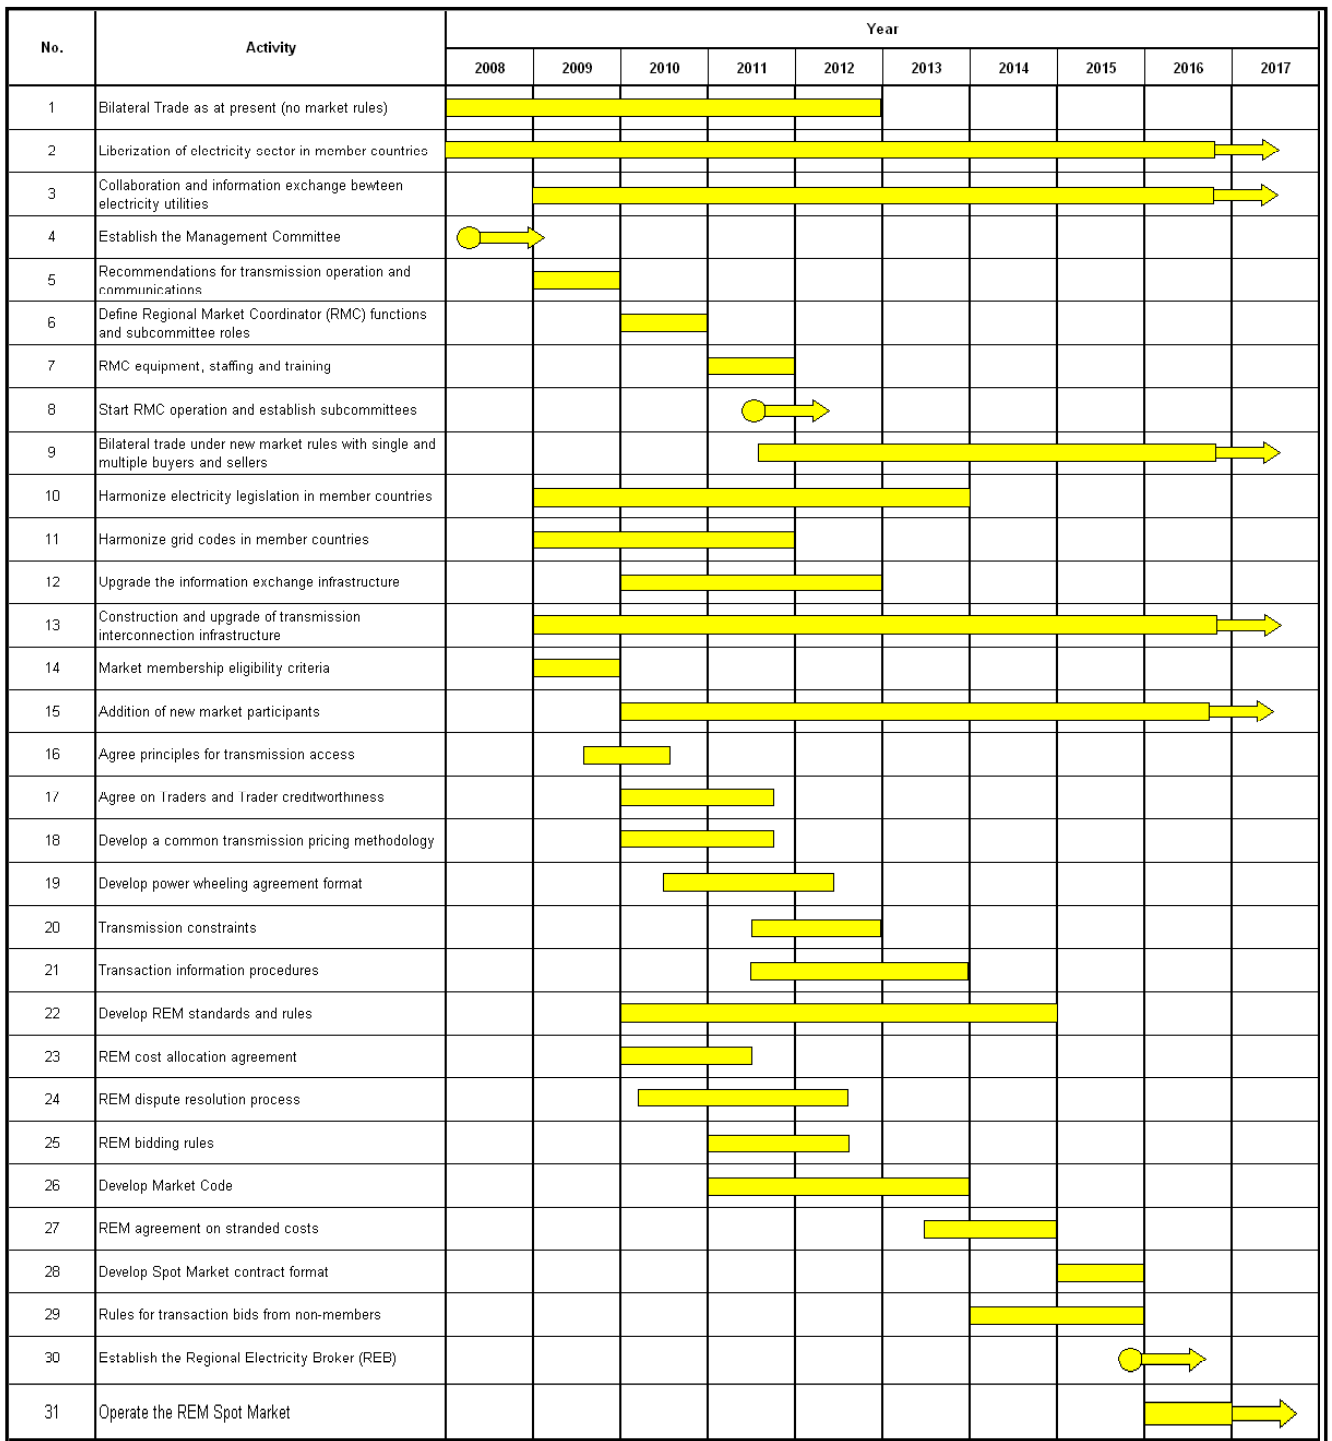 No.
Activity
Year
2008 2009 2010 2011 2012 2013 2014 2015 2016 2017
1 Bilateral Trade as at present (no market rules)
2 Liberization of electricity sector in member countries
3 Collaboration and information exchange bewteen
electricity utilities
4 Establish the Management Committee
5 Recommendations for transmission operation and
communications
6 Define Regional Market Coordinator (RMC) functions
and subcommittee roles
7 RMC equipment, staffing and training
8 Start RMC operation and establish subcommittees
9 Bilateral trade under new market rules with single and
multiple buyers and sellers
10 Harmonize electricity legislation in member countries
11 Harmonize grid codes in member countries
12 Upgrade the information exchange infrastructure
13 Construction and upgrade of transmission
interconnection infrastructure
14 Market membership eligibility criteria
15 Addition of new market participants
16 Agree principles for transmission access
17 Agree on Traders and Trader creditworthiness
18 Develop a common transmission pricing methodology
19 Develop power wheeling agreement format
20 Transmission constraints
21 Transaction information procedures
22 Develop REM standards and rules
23 REM cost allocation agreement
24 REM dispute resolution process
25 REM bidding rules
26 Develop Market Code
27 REM agreement on stranded costs
28 Develop Spot Market contract format
29 Rules for transaction bids from non-members
30 Establish the Regional Electricity Broker (REB)
31 Operate the REM Spot Market